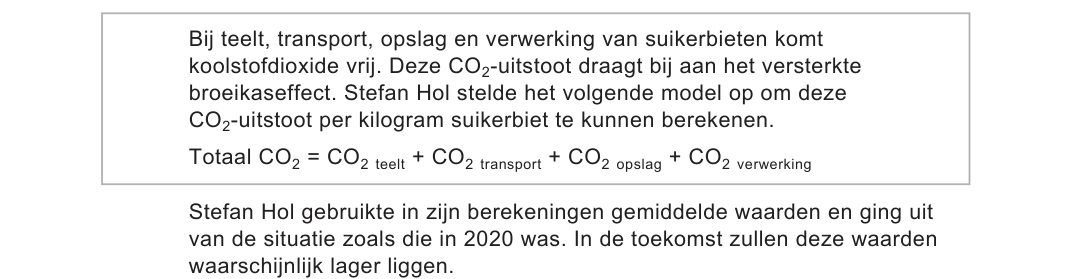 Bij teelt, transport, opslag en verwerking van suikerbieten komt
koolstofdioxide vrij. Deze CO₂-uitstoot draagt bij aan het versterkte
broeikaseffect. Stefan Hol stelde het volgende model op om deze
CO₂-uitstoot per kilogram suikerbiet te kunnen berekenen.
Totaal CO₂ = CO₂ teelt + CO₂ transport + CO₂ opslag + CO₂ verwerking
Stefan Hol gebruikte in zijn berekeningen gemiddelde waarden en ging uit
van de situatie zoals die in 2020 was. In de toekomst zullen deze waarden
waarschijnlijk lager liggen.